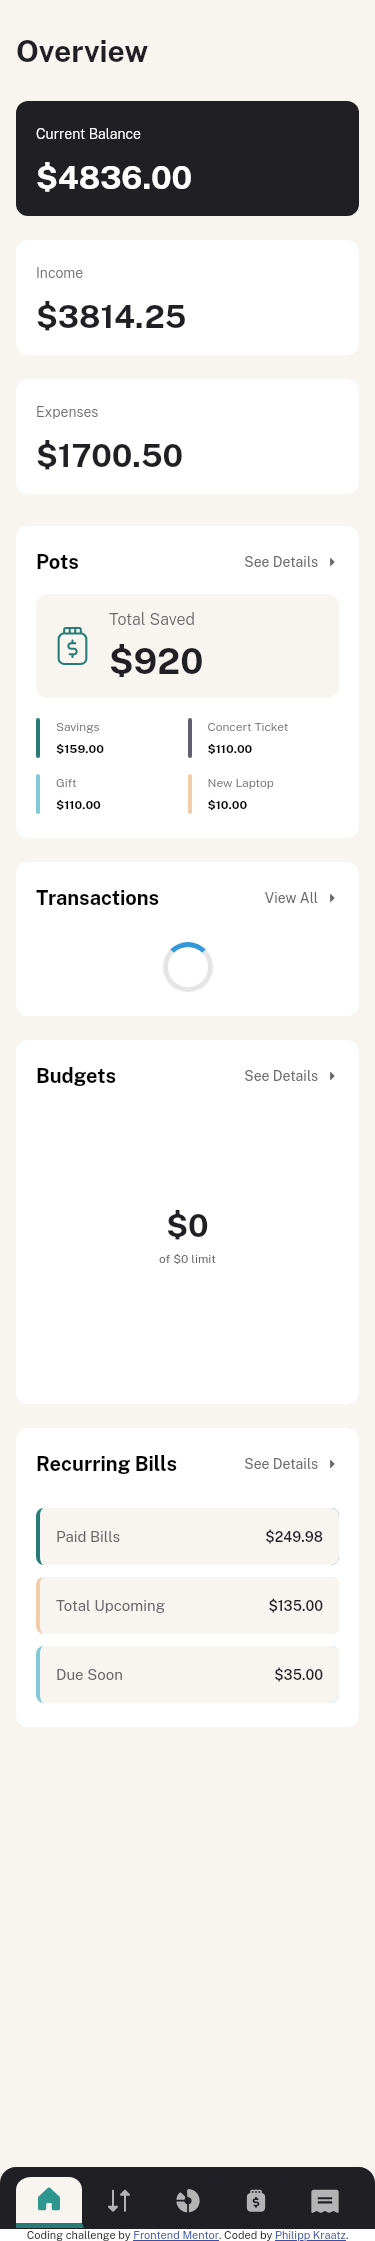 Overview
Current Balance
$4836.00
Income
$3814.25
Expenses
$1700.50
Pots See Details
Total Saved
$920
Savings Concert Ticket
$159.00 $110.00
Gift New Laptop
$110.00 $10.00
Transactions View All
Budgets See Details
$0
of $0 limit
Recurring Bills See Details
Paid Bills $249.98
Total Upcoming $135.00
Due Soon $35.00
Coding challenge by Frontend Mentor. Coded by Philipp Kraatz.